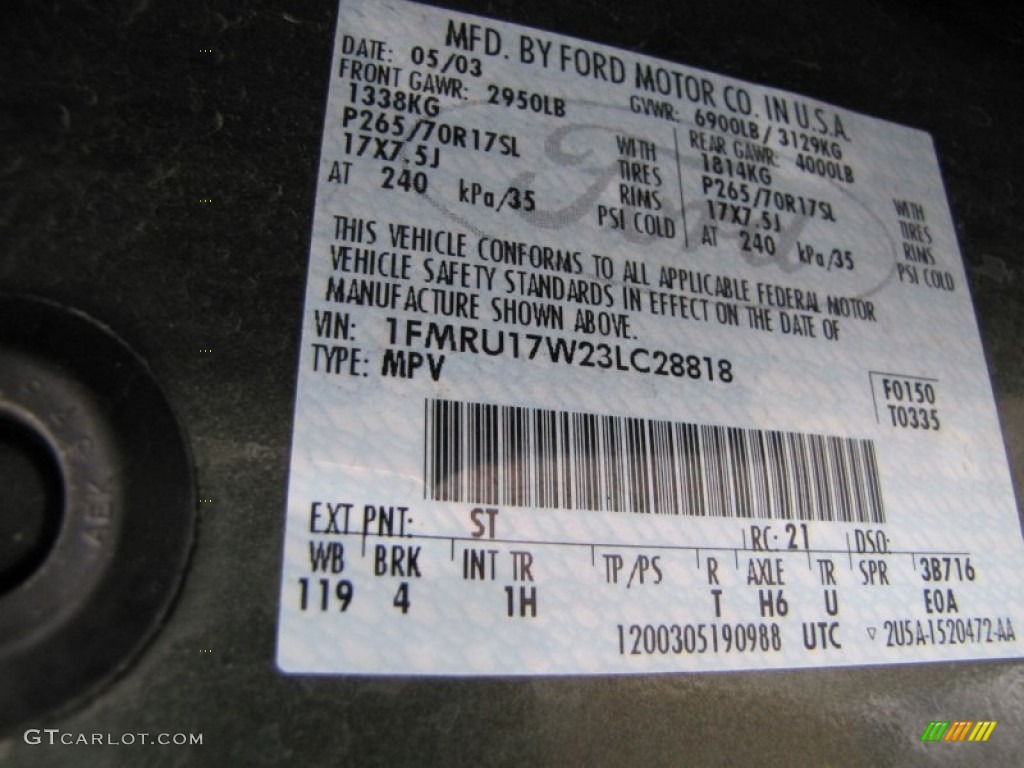 MFD. BY FORD MOTOR CO. IN U.S.A.
DATE: 05/03 GVWR: 6900LB / 3129KG
FRONT GAWR: 2950LB REAR GAWR: 4000LB
1338KG WITH 1814KG WITH
P265/70R17SL TIRES P265/70R17SL TIRES
17X7.5J RIMS 17X7.5J RIMS
AT 240 kPa/35 PSI COLD AT 240 kPa/35 PSI COLD
Ford
THIS VEHICLE CONFORMS TO ALL APPLICABLE FEDERAL MOTOR
VEHICLE SAFETY STANDARDS IN EFFECT ON THE DATE OF
MANUFACTURE SHOWN ABOVE.
VIN: 1FMRU17W23LC28818
TYPE: MPV
F0150
T0335
EXT PNT: ST RC: 21 DSO:
WB BRK INT TR TP/PS R AXLE TR SPR 3B716
119 4 1H T H6 U E0A
1200305190988 UTC ▽ 2U5A-1520472-AA
AEK
GTCARLOT.COM